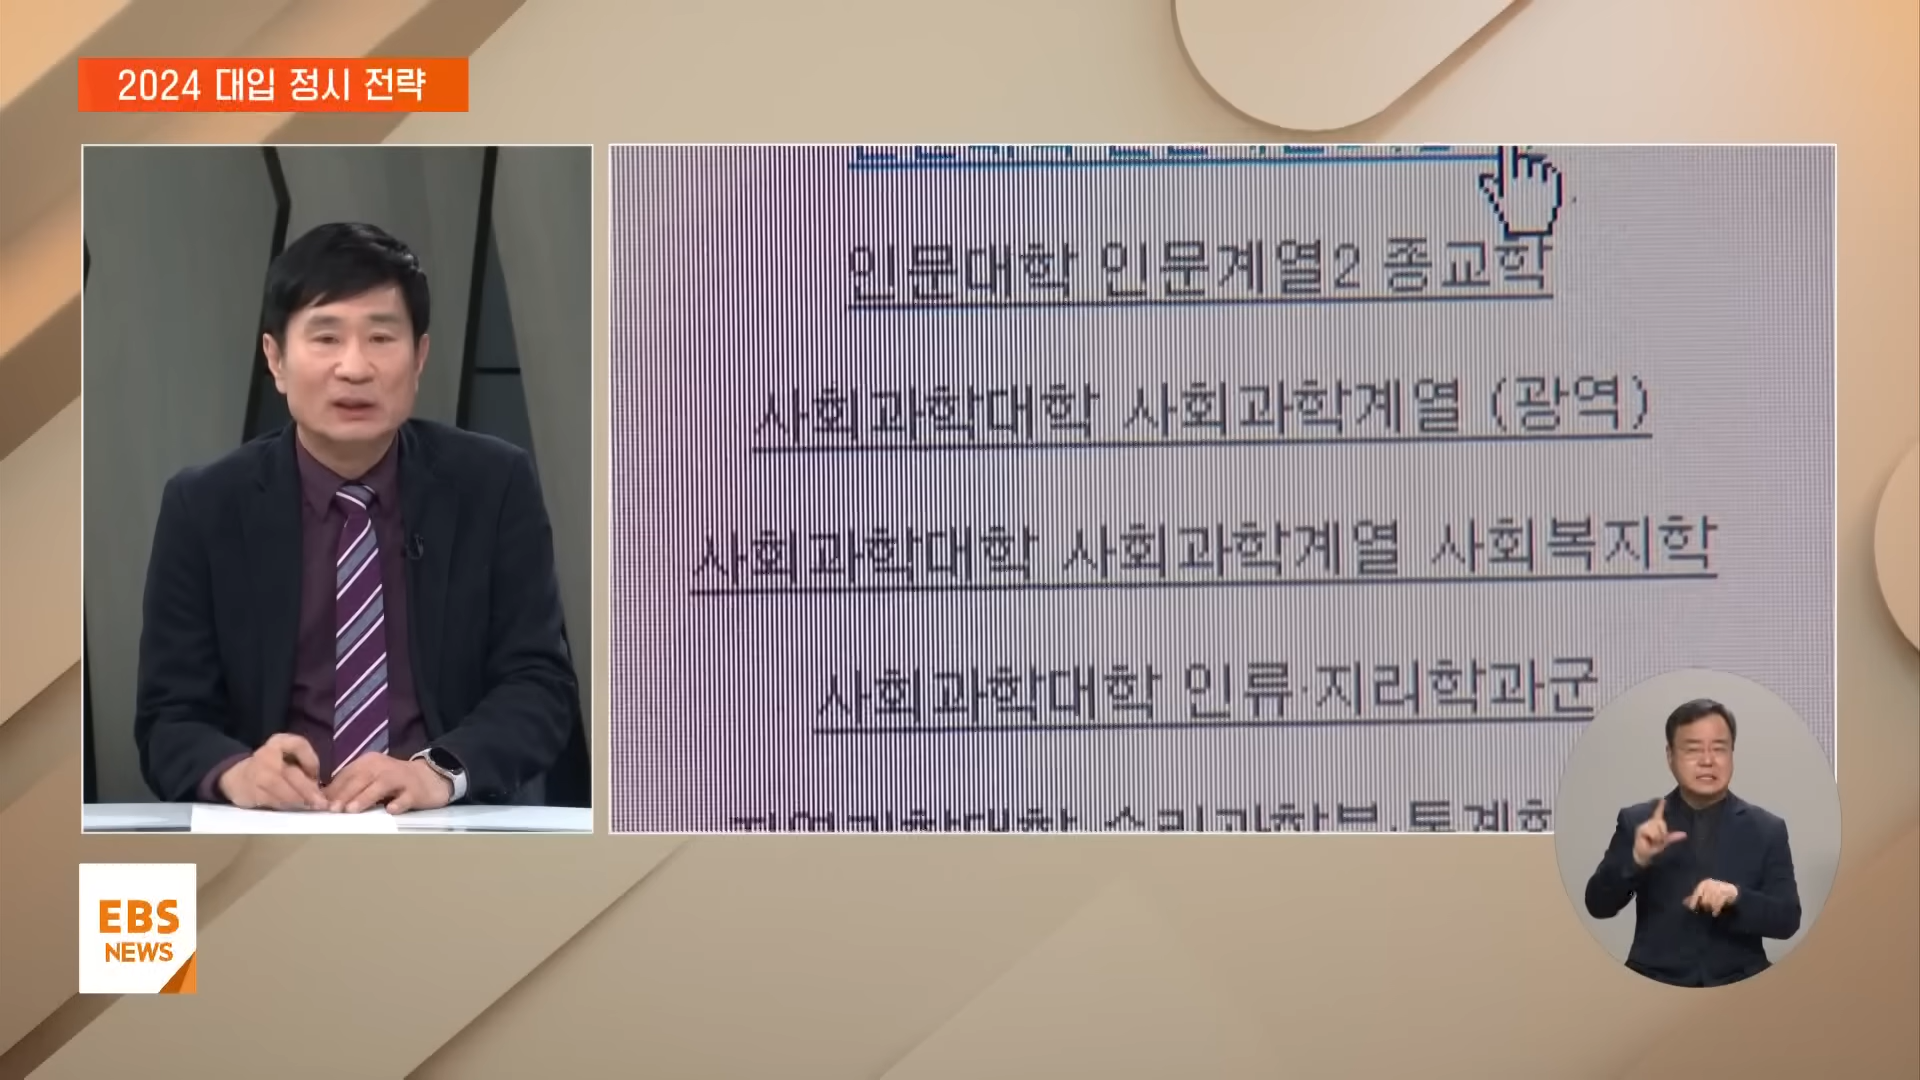 2024 대입 정시 전략
인문대학 인문계열2 종교학
사회과학대학 사회과학계열 (광역)
사회과학대학 사회과학계열 사회복지학
사회과학대학 인류·지리학과군
EBS
NEWS